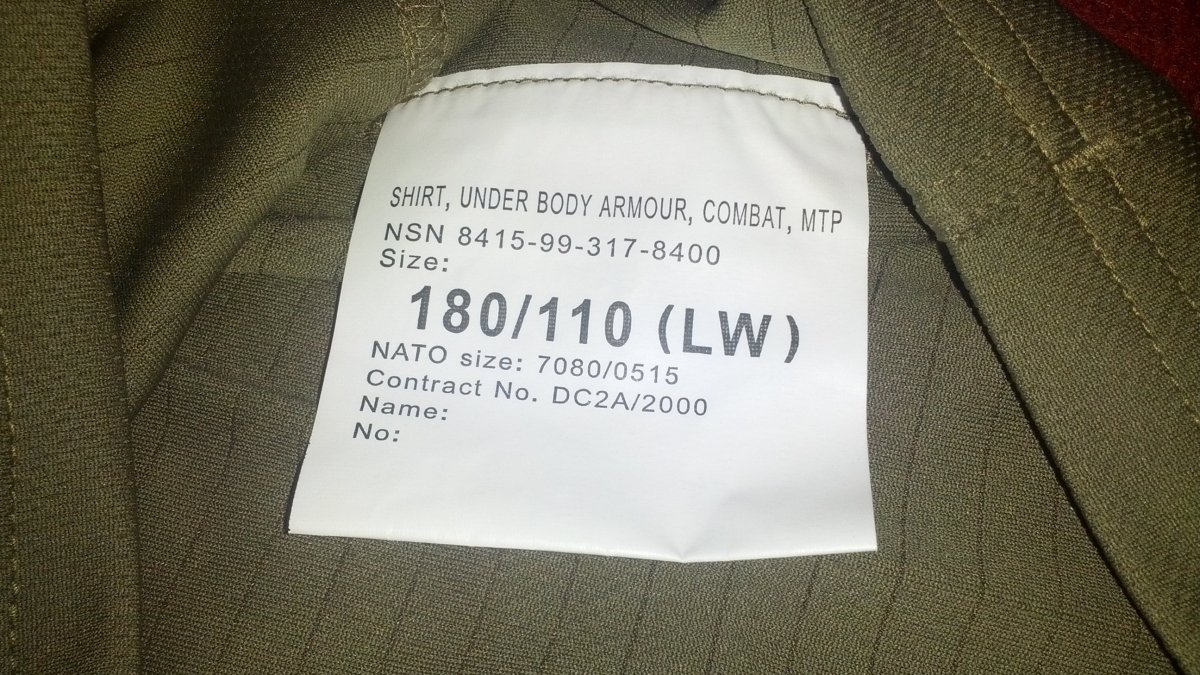 SHIRT, UNDER BODY ARMOUR, COMBAT, MTP
NSN 8415-99-317-8400
Size:
180/110 (LW)
NATO size: 7080/0515
Contract No. DC2A/2000
Name:
No: